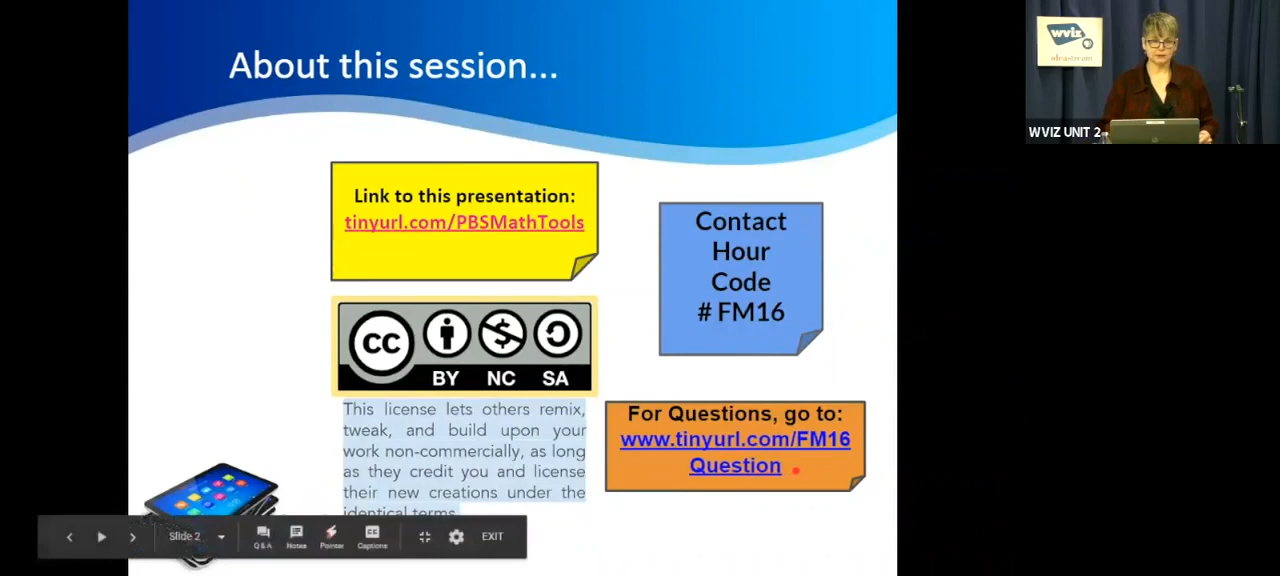 About this session...
Link to this presentation:
tinyurl.com/PBSMathTools
Contact
Hour
Code
# FM16
CC
BY NC SA
This license lets others remix,
tweak, and build upon your
work non-commercially, as long
as they credit you and license
their new creations under the
identical terms.
For Questions, go to:
www.tinyurl.com/FM16
Question
Slide 2
Q & A
Notes
Pointer
CC
Captions
EXIT
wviz
ideastream
WVIZ UNIT 2